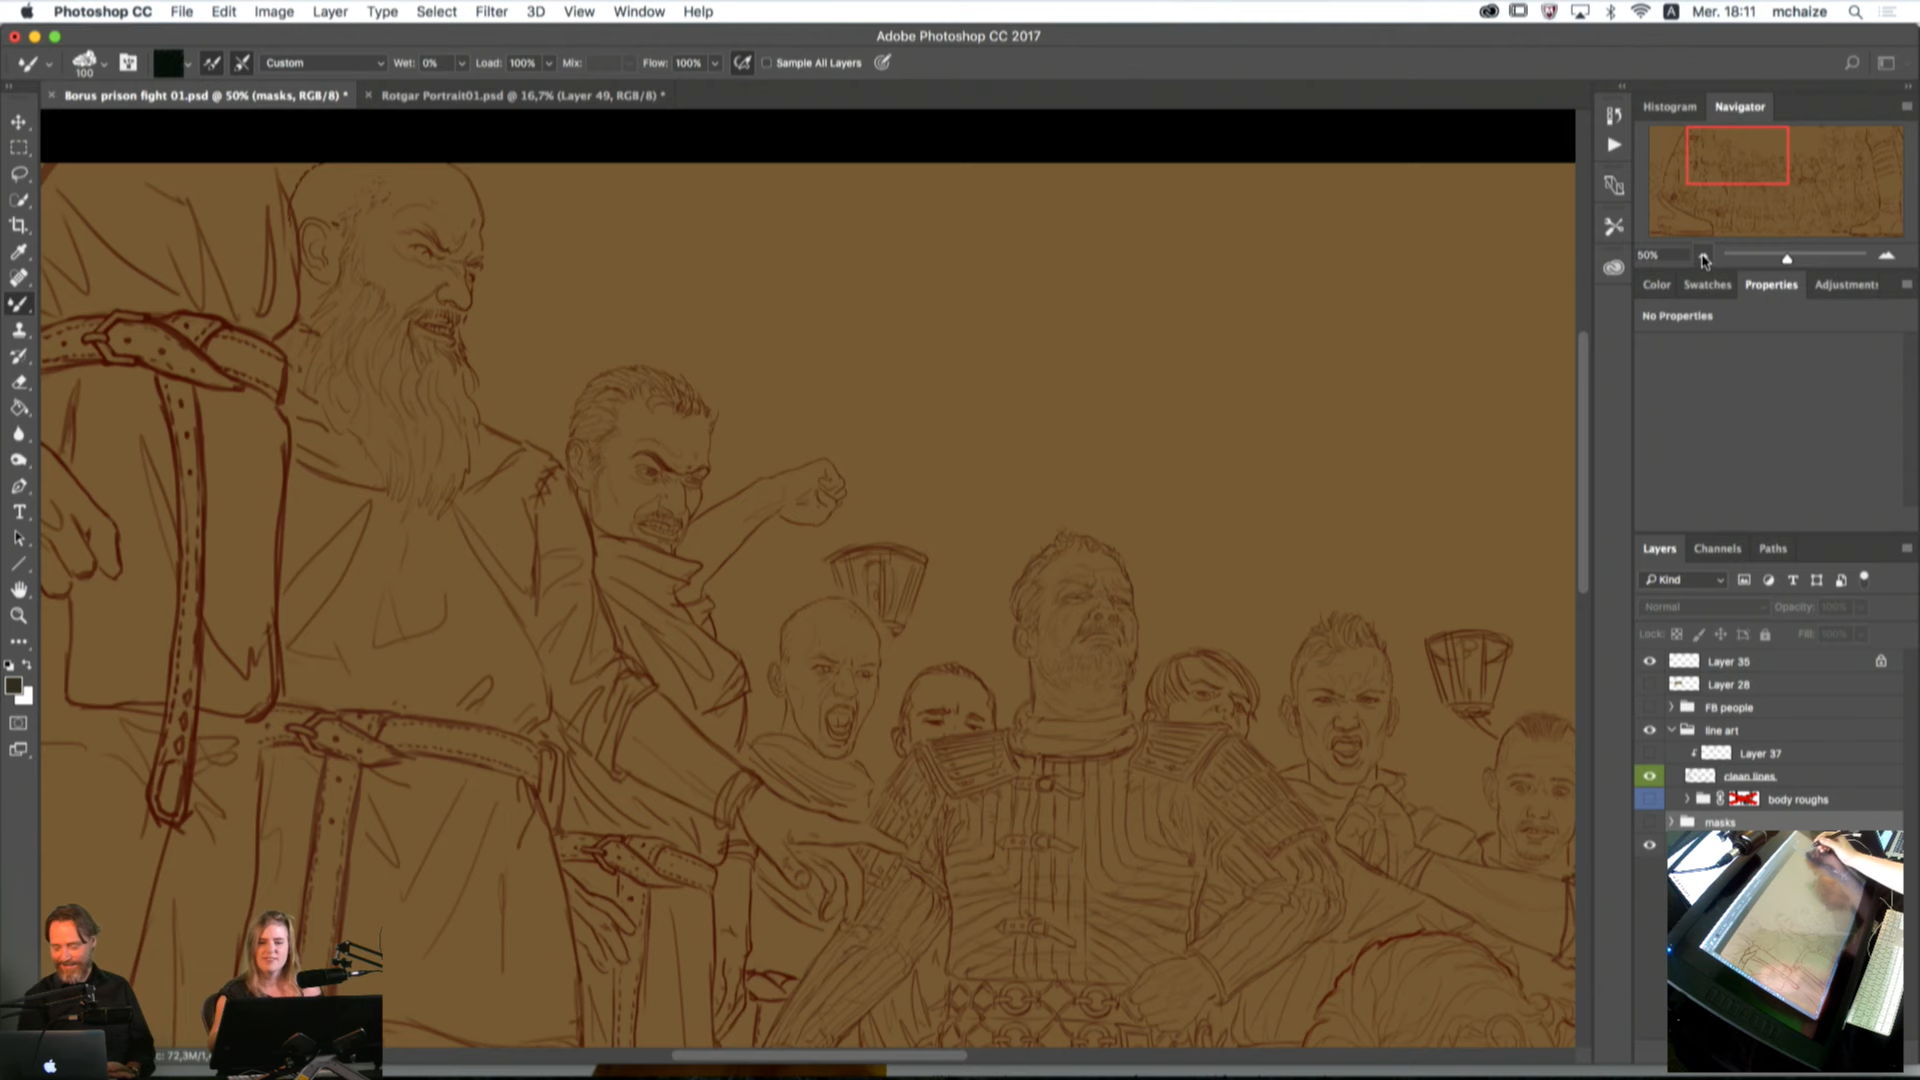 Photoshop CC File Edit Image Layer Type Select Filter 3D View Window Help A Mer. 18:11 mchaize
Adobe Photoshop CC 2017
100 Custom Wet: 0% Load: 100% Mix: Flow: 100% Sample All Layers
Borus prison fight 01.psd @ 50% (masks, RGB/8) * Rotgar Portrait01.psd @ 16,7% (Layer 49, RGB/8) *
Histogram Navigator
50%
Color Swatches Properties Adjustments
No Properties
Layers Channels Paths
Kind
Normal Opacity: 100%
Lock: Fill: 100%
Layer 35
Layer 28
FB people
line art
Layer 37
clean lines
body roughs
masks